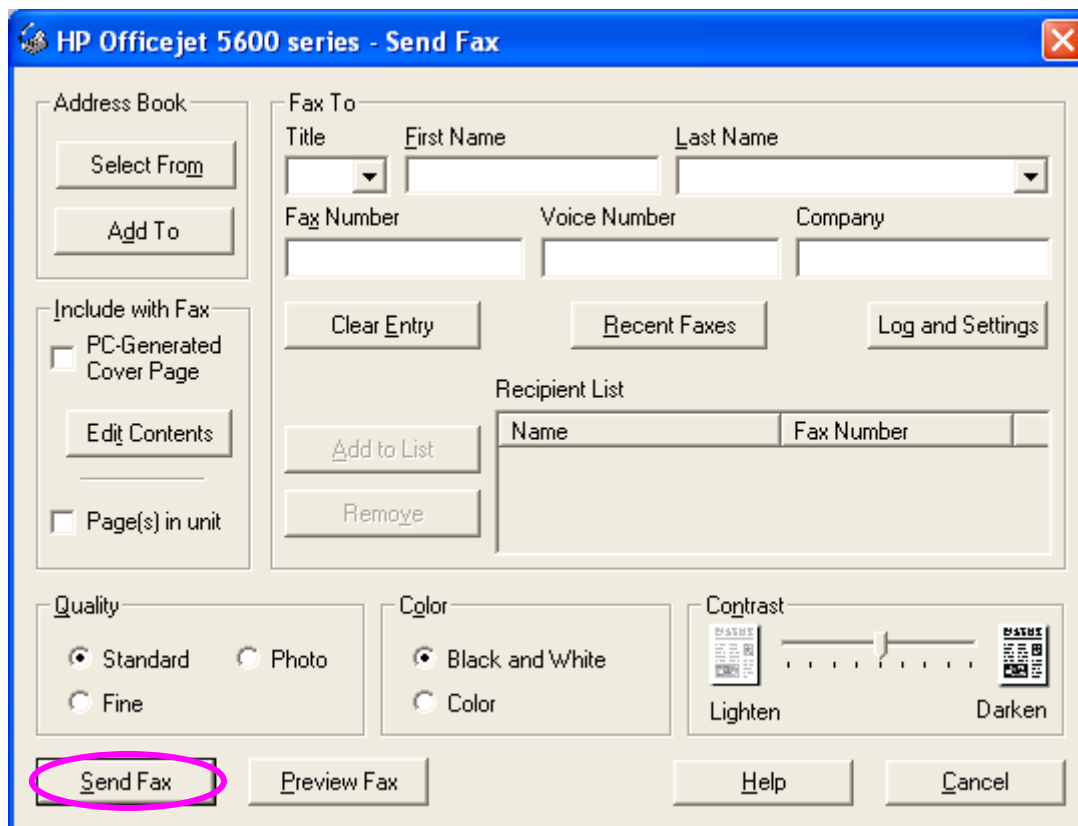 HP Officejet 5600 series - Send Fax
Address Book
Select From
Add To
Fax To
Title First Name Last Name
Fax Number Voice Number Company
Clear Entry Recent Faxes Log and Settings
Include with Fax
PC-Generated
Cover Page
Edit Contents
Page(s) in unit
Recipient List
Add to List
Remove
Name Fax Number
Quality
Standard Photo
Fine
Color
Black and White
Color
Contrast
Lighten Darken
Send Fax Preview Fax Help Cancel